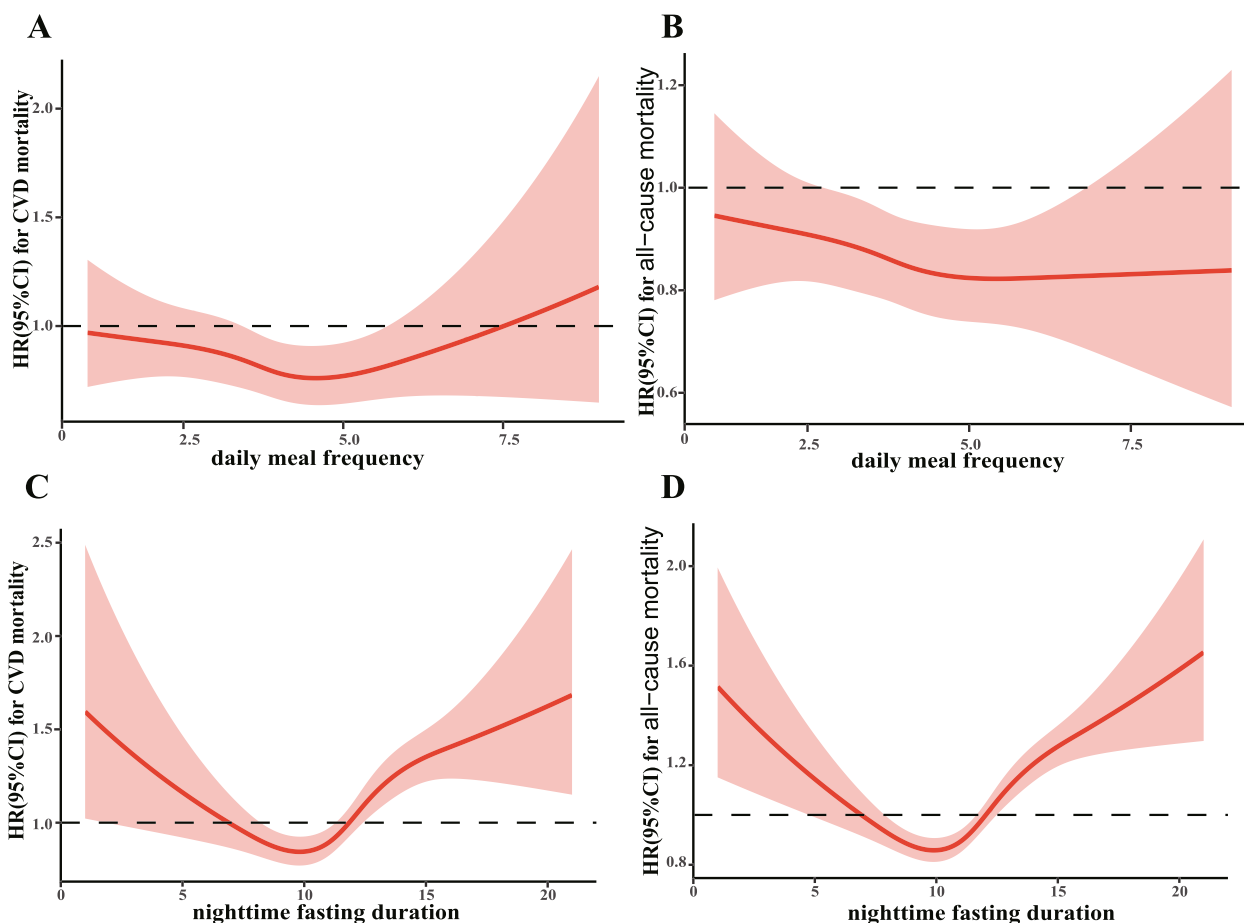 A
HR(95%CI) for CVD mortality
2.0
1.5
1.0
0
2.5
5.0
7.5
daily meal frequency
B
HR(95%CI) for all−cause mortality
1.2
1.0
0.8
0.6
0
2.5
5.0
7.5
daily meal frequency
C
HR(95%CI) for CVD mortality
2.5
2.0
1.5
1.0
0
5
10
15
20
nighttime fasting duration
D
HR(95%CI) for all−cause mortality
2.0
1.6
1.2
0.8
0
5
10
15
20
nighttime fasting duration